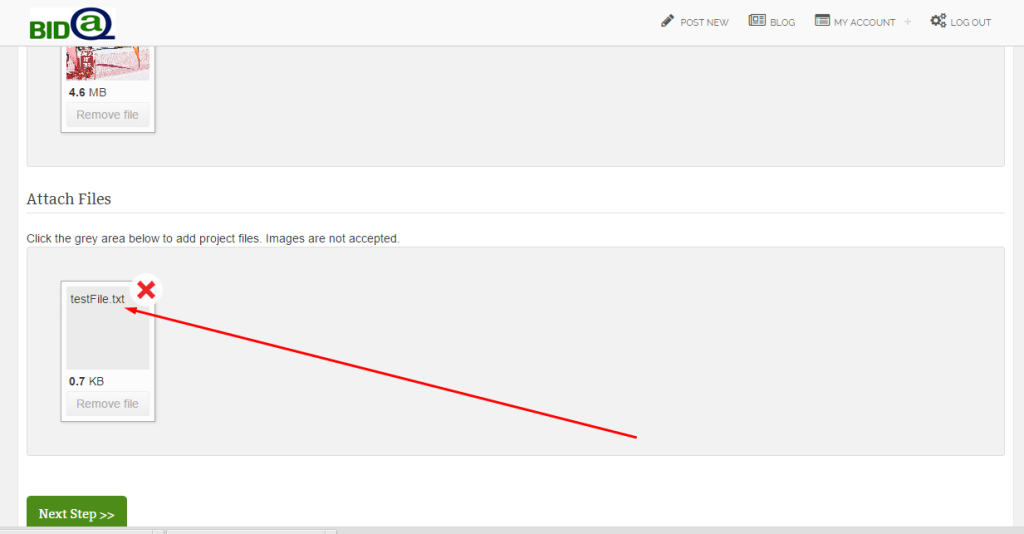 BID@
POST NEW
BLOG
MY ACCOUNT +
LOG OUT
4.6 MB
Remove file
Attach Files
Click the grey area below to add project files. Images are not accepted.
testFile.txt
0.7 KB
Remove file
Next Step >>